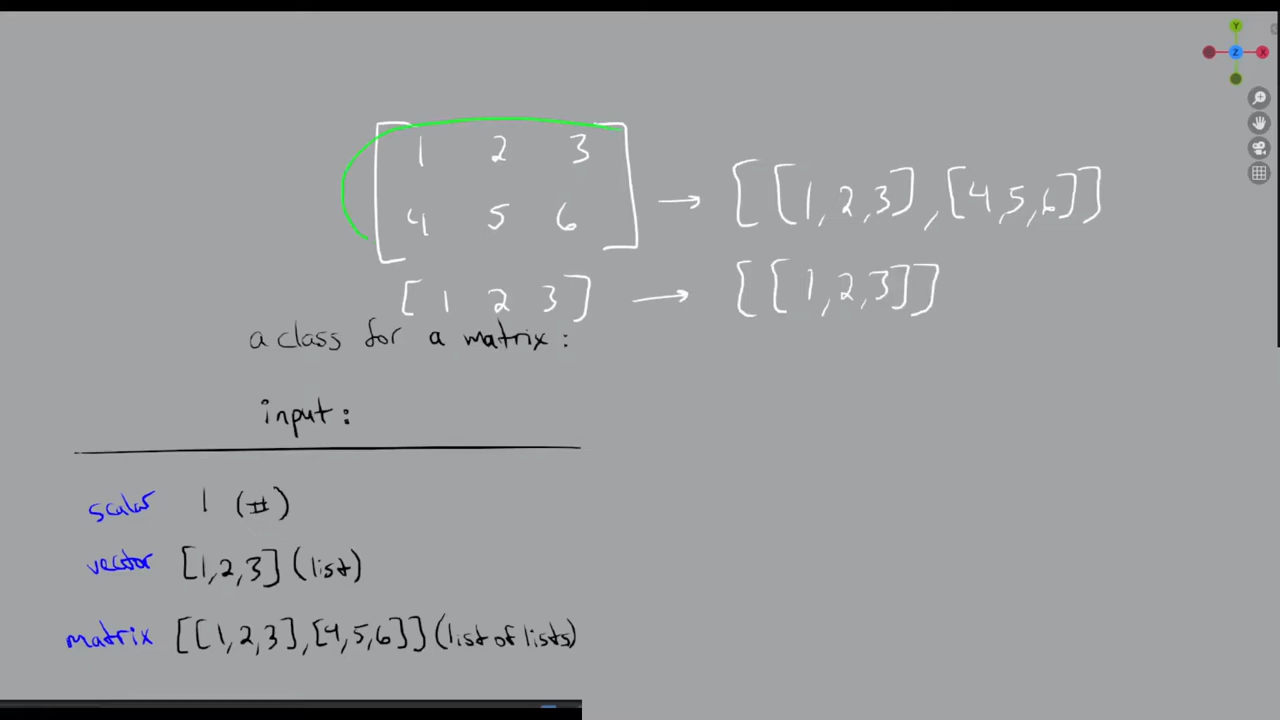 [1 2 3
4 5 6] → [[1,2,3],[4,5,6]]
[1 2 3] → [[1,2,3]]
a class for a matrix:
input:
scalar 1 (#)
vector [1,2,3] (list)
matrix [[1,2,3],[4,5,6]] (list of lists)
Y
Z X